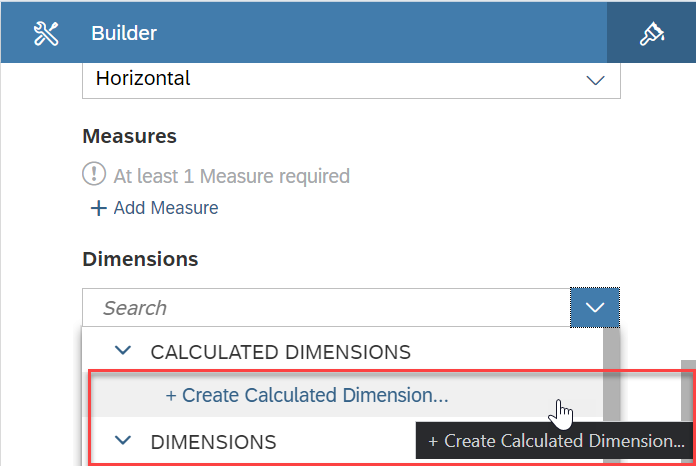 Builder
Horizontal
Measures
At least 1 Measure required
+ Add Measure
Dimensions
Search
CALCULATED DIMENSIONS
+ Create Calculated Dimension...
DIMENSIONS
+ Create Calculated Dimension...